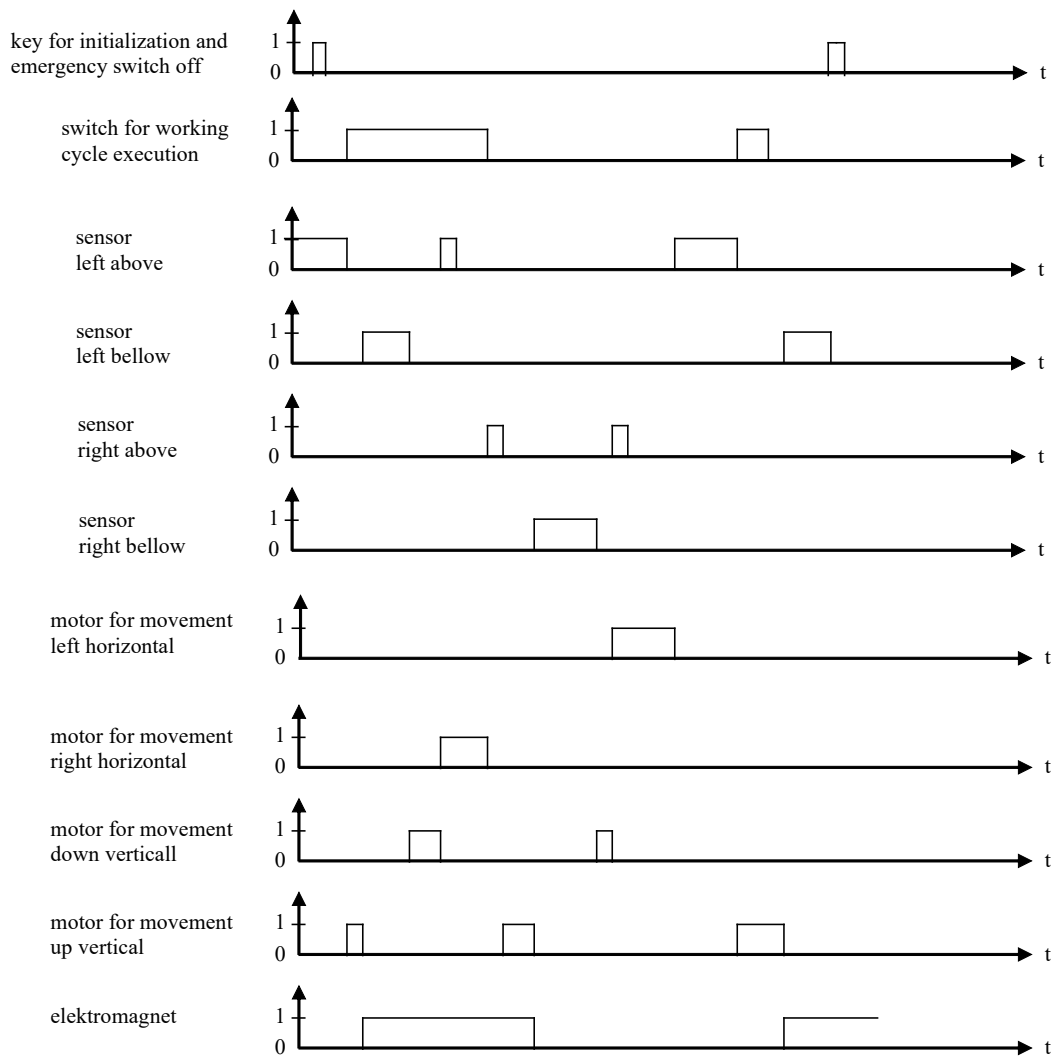 key for initialization and
emergency switch off
1
0
t
switch for working
cycle execution
1
0
t
sensor
left above
1
0
t
sensor
left bellow
1
0
t
sensor
right above
1
0
t
sensor
right bellow
1
0
t
motor for movement
left horizontal
1
0
t
motor for movement
right horizontal
1
0
t
motor for movement
down verticall
1
0
t
motor for movement
up vertical
1
0
t
elektromagnet
1
0
t